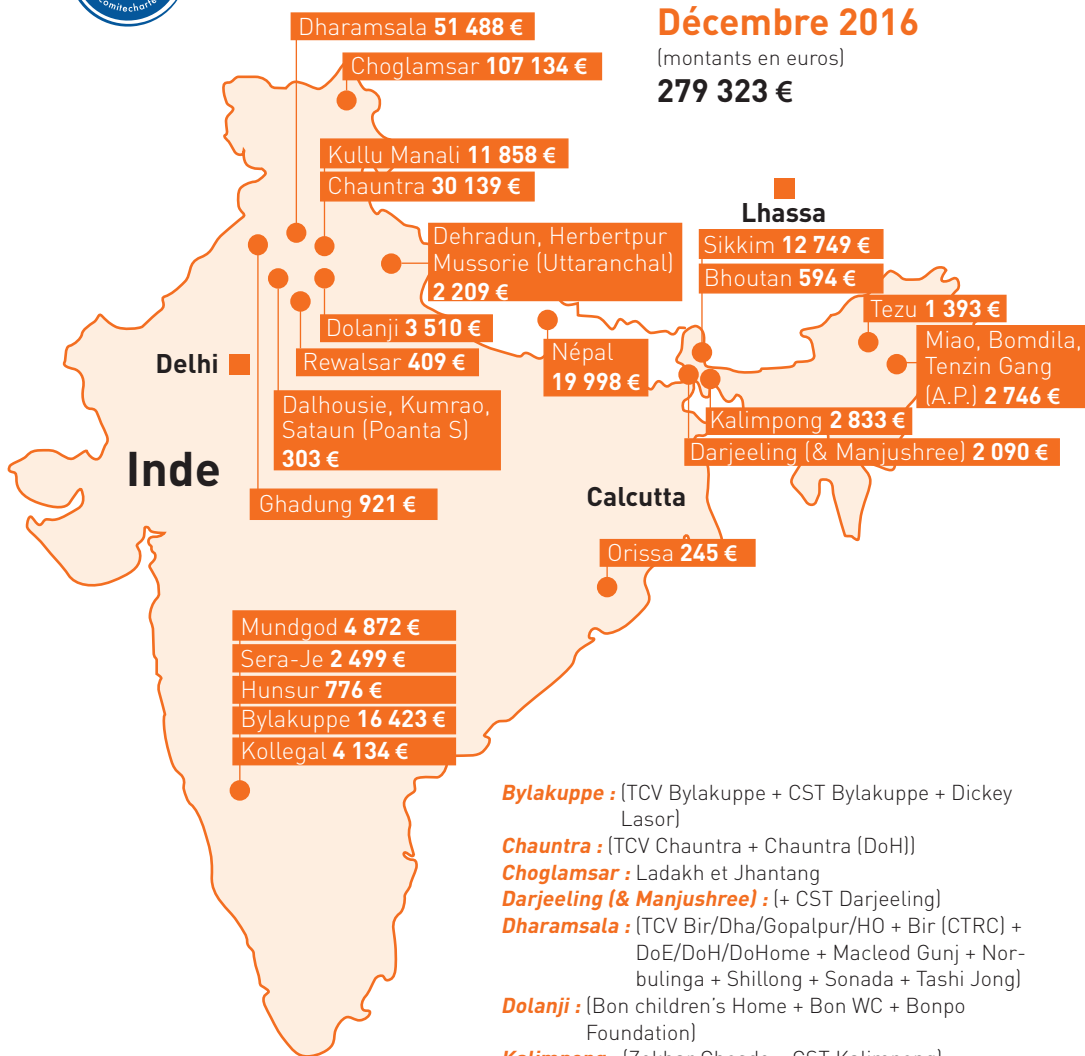 comitecharte
Décembre 2016
(montants en euros)
279 323 €
Dharamsala 51 488 €
Choglamsar 107 134 €
Kullu Manali 11 858 €
Chauntra 30 139 €
Lhassa
Dehradun, Herbertpur
Mussorie (Uttaranchal)
2 209 €
Sikkim 12 749 €
Bhoutan 594 €
Tezu 1 393 €
Miao, Bomdila,
Tenzin Gang
(A.P.) 2 746 €
Dolanji 3 510 €
Rewalsar 409 €
Népal
19 998 €
Delhi
Dalhousie, Kumrao,
Sataun (Poanta S)
303 €
Kalimpong 2 833 €
Darjeeling (& Manjushree) 2 090 €
Inde
Ghadung 921 €
Calcutta
Orissa 245 €
Mundgod 4 872 €
Sera-Je 2 499 €
Hunsur 776 €
Bylakuppe 16 423 €
Kollegal 4 134 €
Bylakuppe : (TCV Bylakuppe + CST Bylakuppe + Dickey
Lasor)
Chauntra : (TCV Chauntra + Chauntra (DoH))
Choglamsar : Ladakh et Jhantang
Darjeeling (& Manjushree) : (+ CST Darjeeling)
Dharamsala : (TCV Bir/Dha/Gopalpur/HO + Bir (CTRC) +
DoE/DoH/DoHome + Macleod Gunj + Nor-
bulinga + Shillong + Sonada + Tashi Jong)
Dolanji : (Bon children's Home + Bon WC + Bonpo
Foundation)